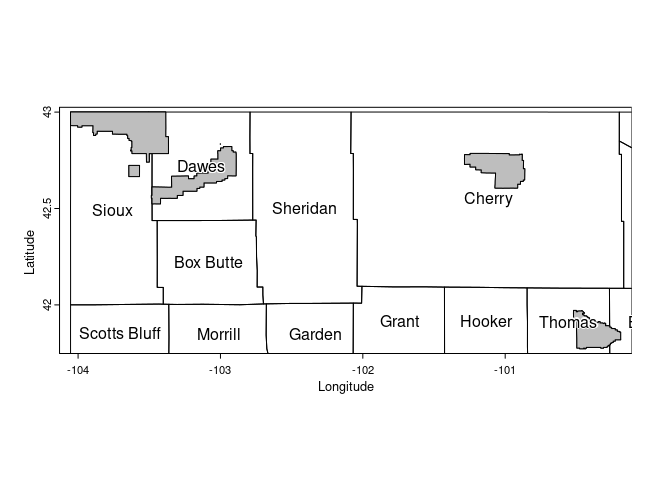 43
42.5
42
Latitude
Dawes
Sioux
Sheridan
Cherry
Box Butte
Scotts Bluff
Morrill
Garden
Grant
Hooker
Thomas
-104
-103
-102
-101
Longitude